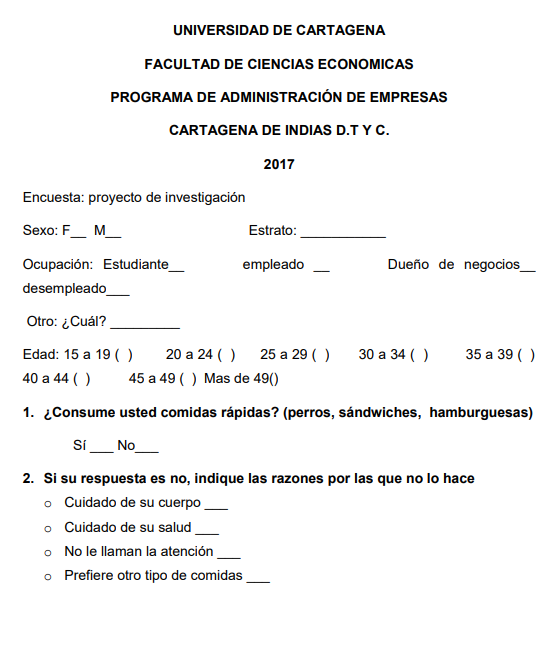 UNIVERSIDAD DE CARTAGENA
FACULTAD DE CIENCIAS ECONOMICAS
PROGRAMA DE ADMINISTRACIÓN DE EMPRESAS
CARTAGENA DE INDIAS D.T Y C.
2017
Encuesta: proyecto de investigación
Sexo: F__ M__ Estrato: ___________
Ocupación: Estudiante__ empleado __ Dueño de negocios__
desempleado___
Otro: ¿Cuál? _________
Edad: 15 a 19 ( ) 20 a 24 ( ) 25 a 29 ( ) 30 a 34 ( ) 35 a 39 ( )
40 a 44 ( ) 45 a 49 ( ) Mas de 49()
1. ¿Consume usted comidas rápidas? (perros, sándwiches, hamburguesas)
Sí ___ No___
2. Si su respuesta es no, indique las razones por las que no lo hace
o Cuidado de su cuerpo ___
o Cuidado de su salud ___
o No le llaman la atención ___
o Prefiere otro tipo de comidas ___